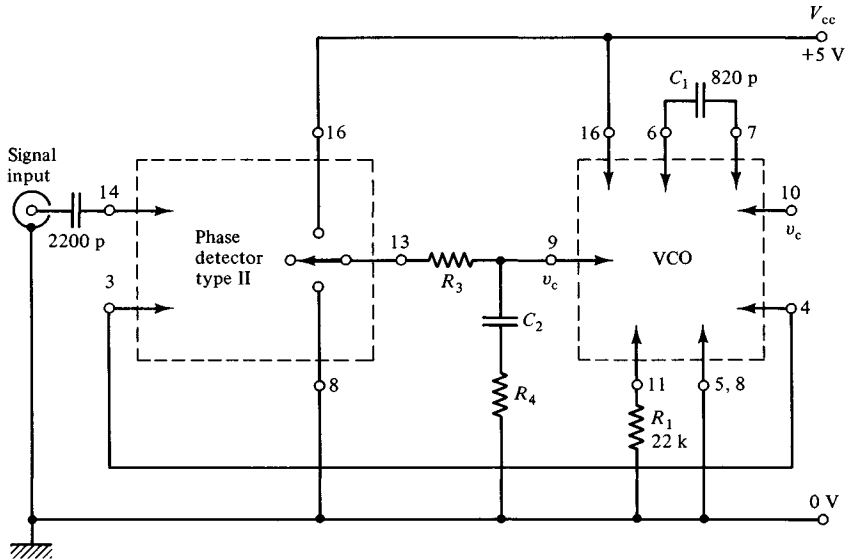 V_cc
+5 V
C_1 820 p
16
16
6
7
Signal
input
14
10
2200 p
Phase
detector
type II
13
9
v_c
VCO
3
R_3
v_c
4
C_2
8
R_4
11
5, 8
R_1
22 k
0 V